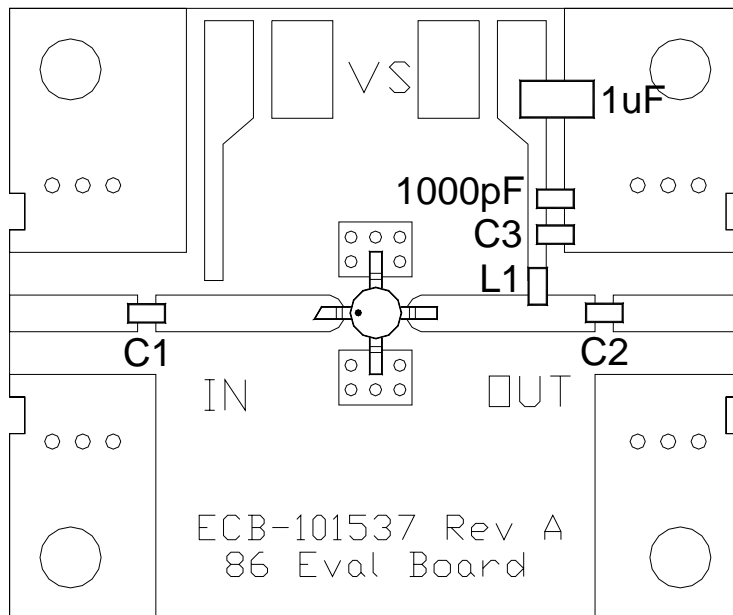 VS
1uF
1000pF
C3
L1
C1
C2
IN
OUT
ECB-101537 Rev A
86 Eval Board